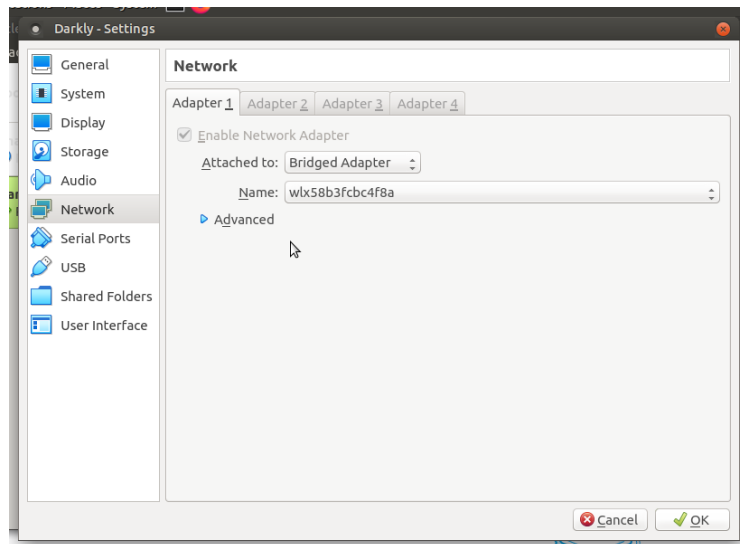 Darkly - Settings
General
System
Display
Storage
Audio
Network
Serial Ports
USB
Shared Folders
User Interface
Network
Adapter 1 Adapter 2 Adapter 3 Adapter 4
Enable Network Adapter
Attached to: Bridged Adapter
Name: wlx58b3fcbc4f8a
Advanced
Cancel OK